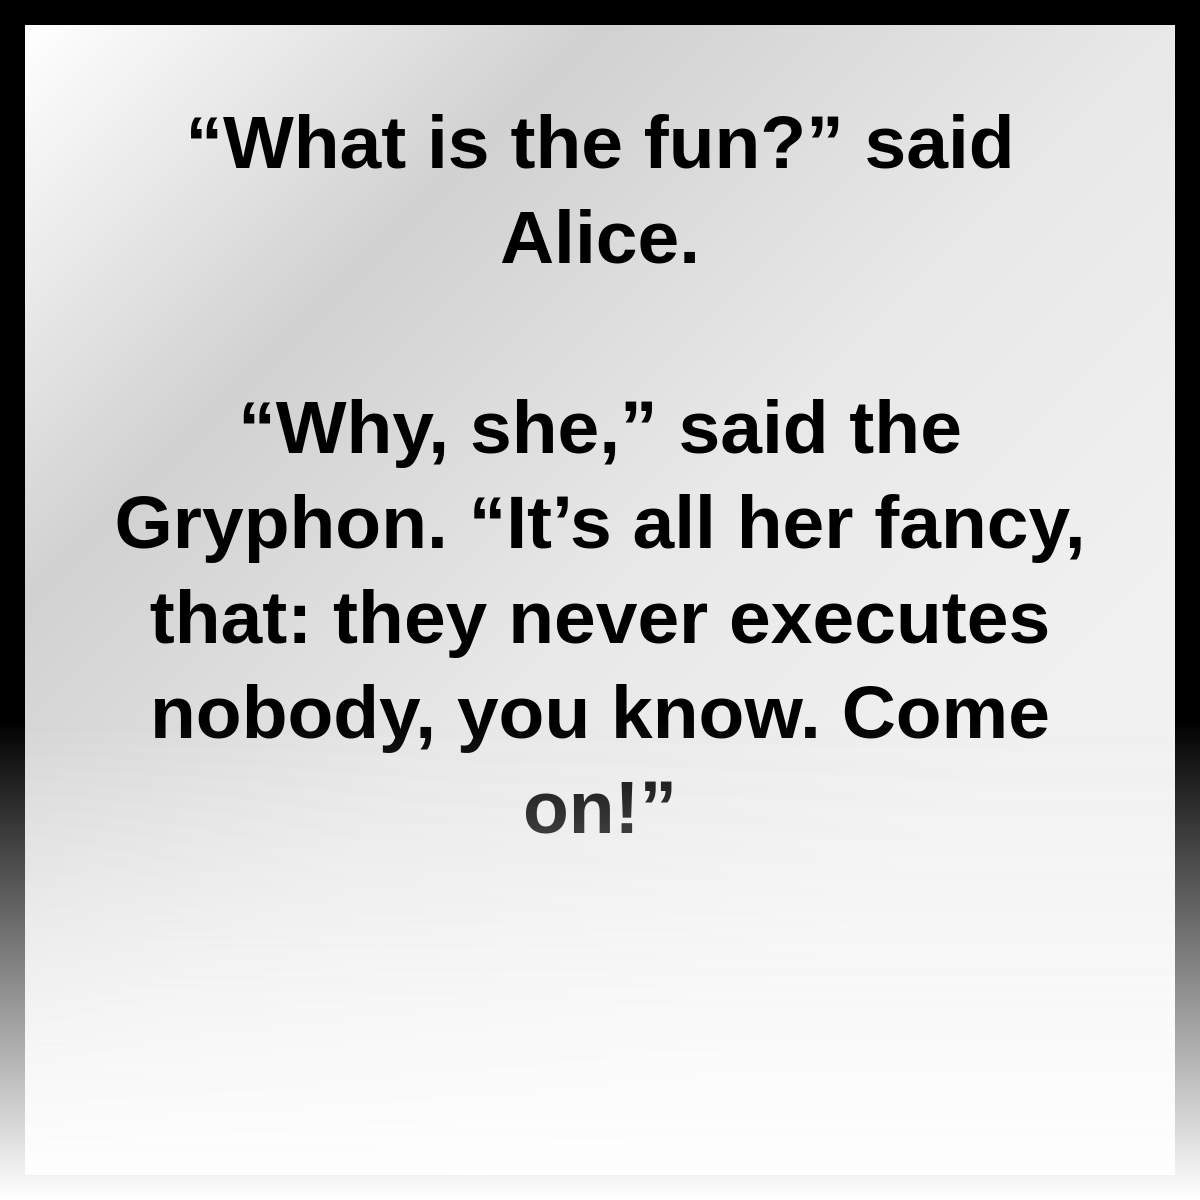 “What is the fun?” said
Alice.
“Why, she,” said the
Gryphon. “It’s all her fancy,
that: they never executes
nobody, you know. Come
on!”